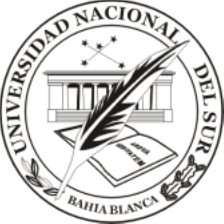 UNIVERSIDAD NACIONAL DEL SUR
BAHIA BLANCA